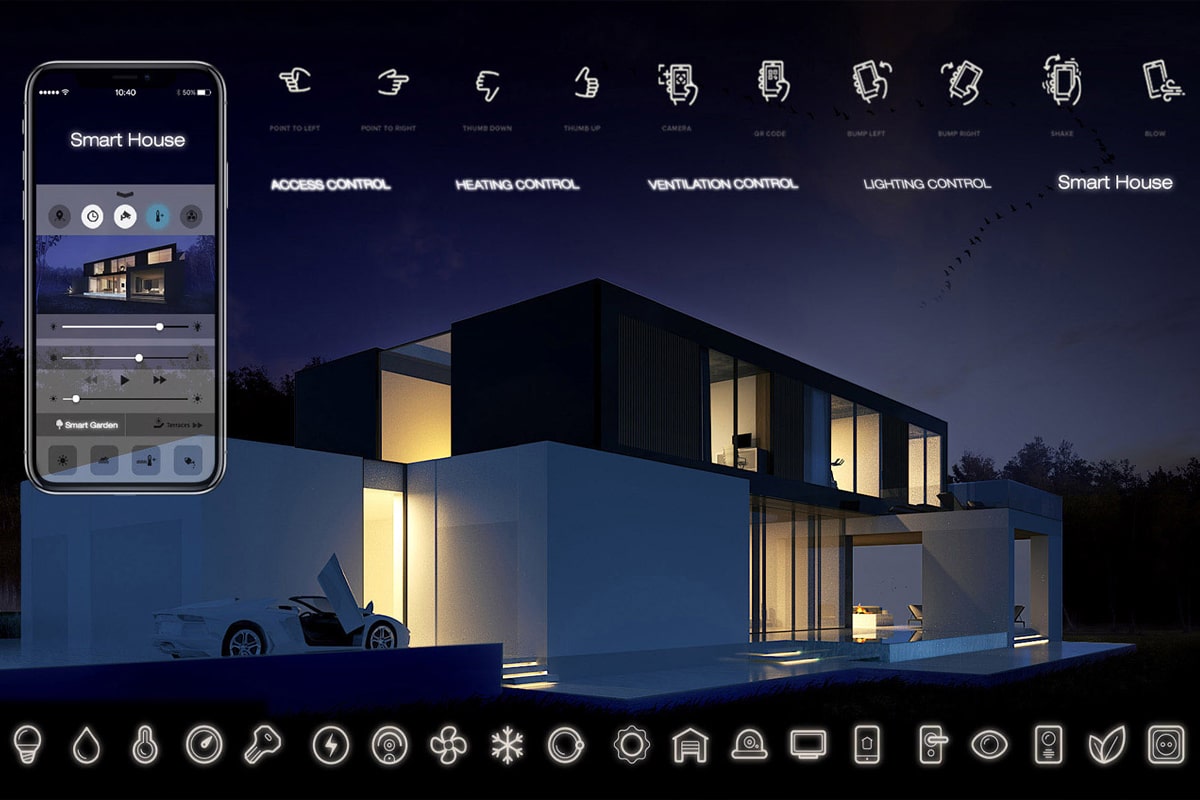 10:40
50%
Smart House
Smart Garden
Terraces
POINT TO LEFT
POINT TO RIGHT
THUMB DOWN
THUMB UP
CAMERA
QR CODE
BUMP LEFT
BUMP RIGHT
SHAKE
BLOW
ACCESS CONTROL
HEATING CONTROL
VENTILATION CONTROL
LIGHTING CONTROL
Smart House